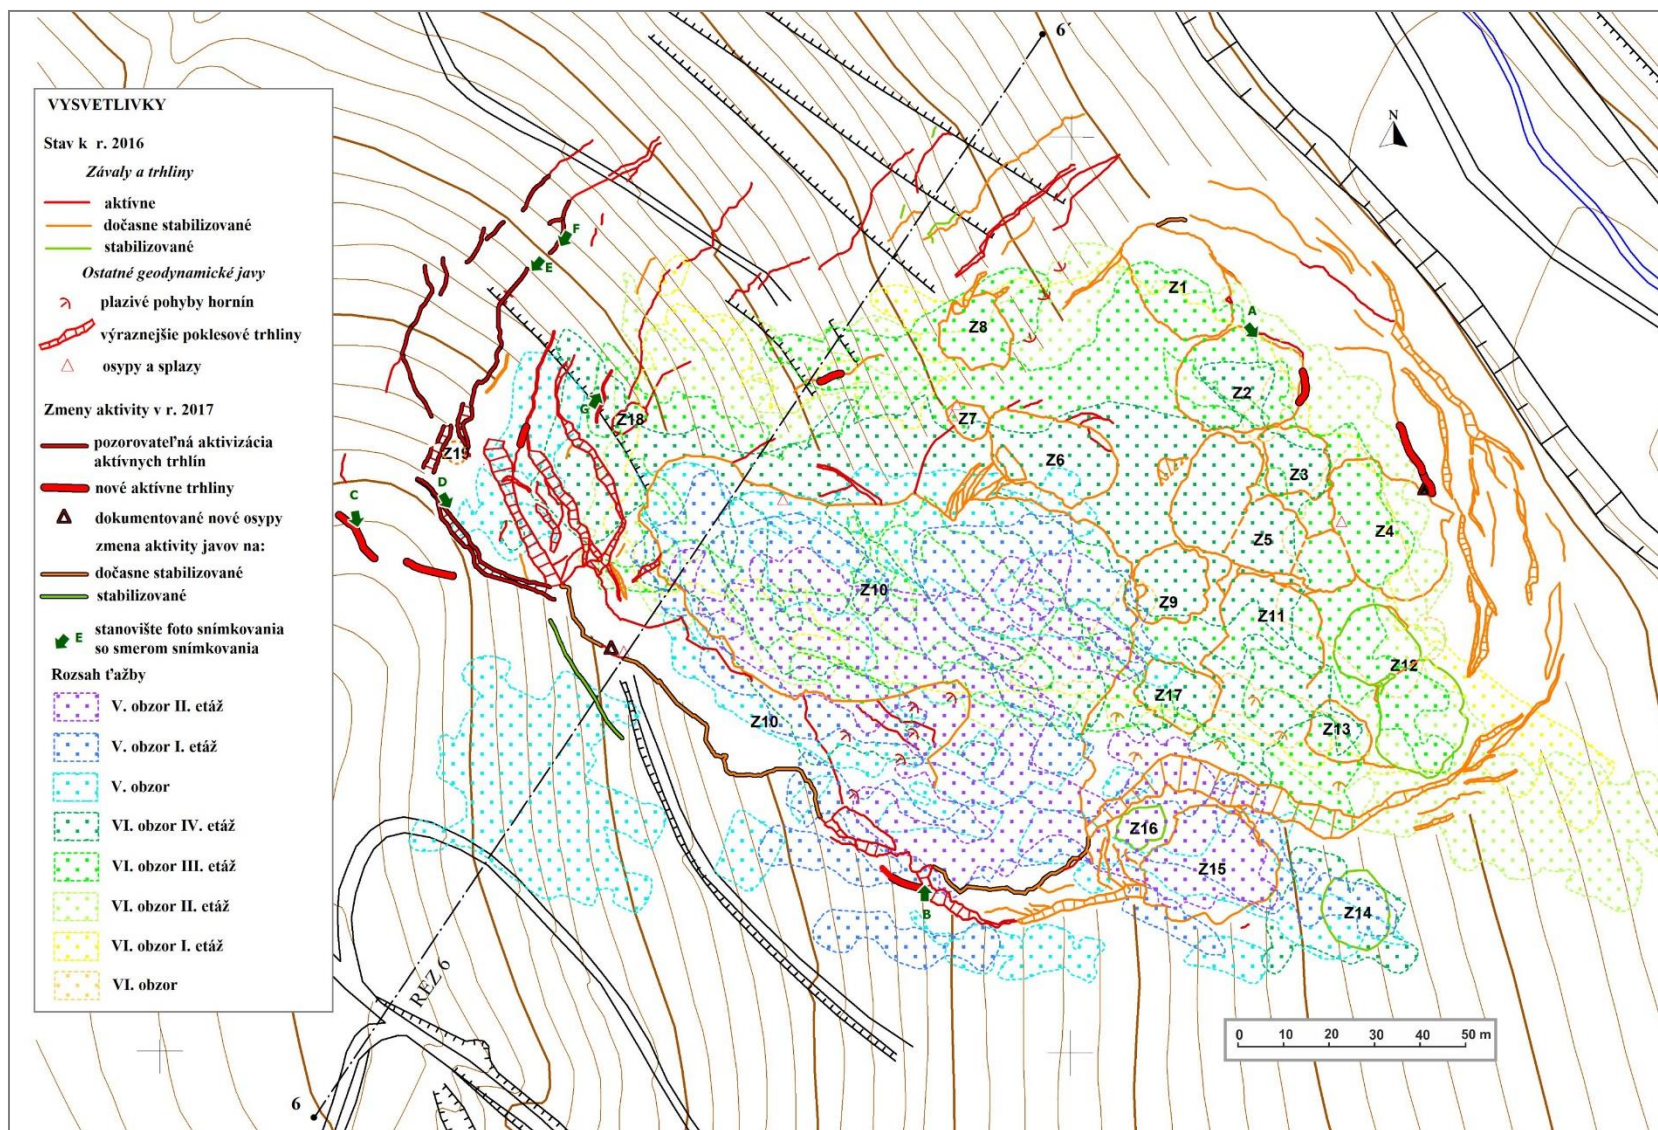 VYSVETLIVKY
Stav k r. 2016
Závaly a trhliny
aktívne
dočasne stabilizované
stabilizované
Ostatné geodynamické javy
plazivé pohyby hornín
výraznejšie poklesové trhliny
osypy a splazy
Zmeny aktivity v r. 2017
pozorovateľná aktivizácia
aktívnych trhlín
nové aktívne trhliny
dokumentované nové osypy
zmena aktivity javov na:
dočasne stabilizované
stabilizované
E
stanovište foto snímkovania
so smerom snímkovania
Rozsah ťažby
V. obzor II. etáž
V. obzor I. etáž
V. obzor
VI. obzor IV. etáž
VI. obzor III. etáž
VI. obzor II. etáž
VI. obzor I. etáž
VI. obzor
6´
N
F
E
Z1
A
Z8
Z2
G
Z18
Z7
Z19
Z6
Z3
C
D
Z4
Z5
Z10
Z9
Z11
Z12
Z17
Z10
Z13
Z16
Z15
Z14
B
REZ 6
6
0 10 20 30 40 50 m